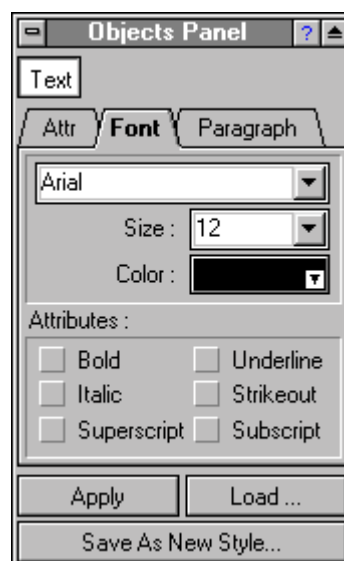 Objects Panel ?
Text
Attr Font Paragraph
Arial
Size : 12
Color :
Attributes :
Bold Underline
Italic Strikeout
Superscript Subscript
Apply Load ...
Save As New Style...